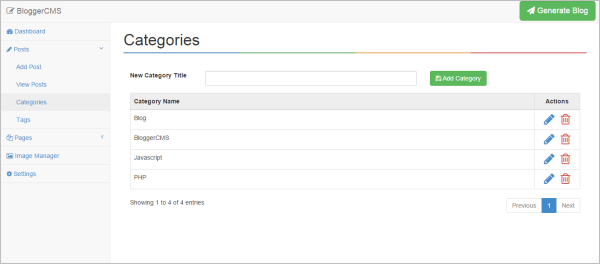 BloggerCMS
Generate Blog
Dashboard
Posts
Add Post
View Posts
Categories
Tags
Pages
Image Manager
Settings
Categories
New Category Title
Add Category
Category Name Actions
Blog
BloggerCMS
Javascript
PHP
Showing 1 to 4 of 4 entries
Previous 1 Next